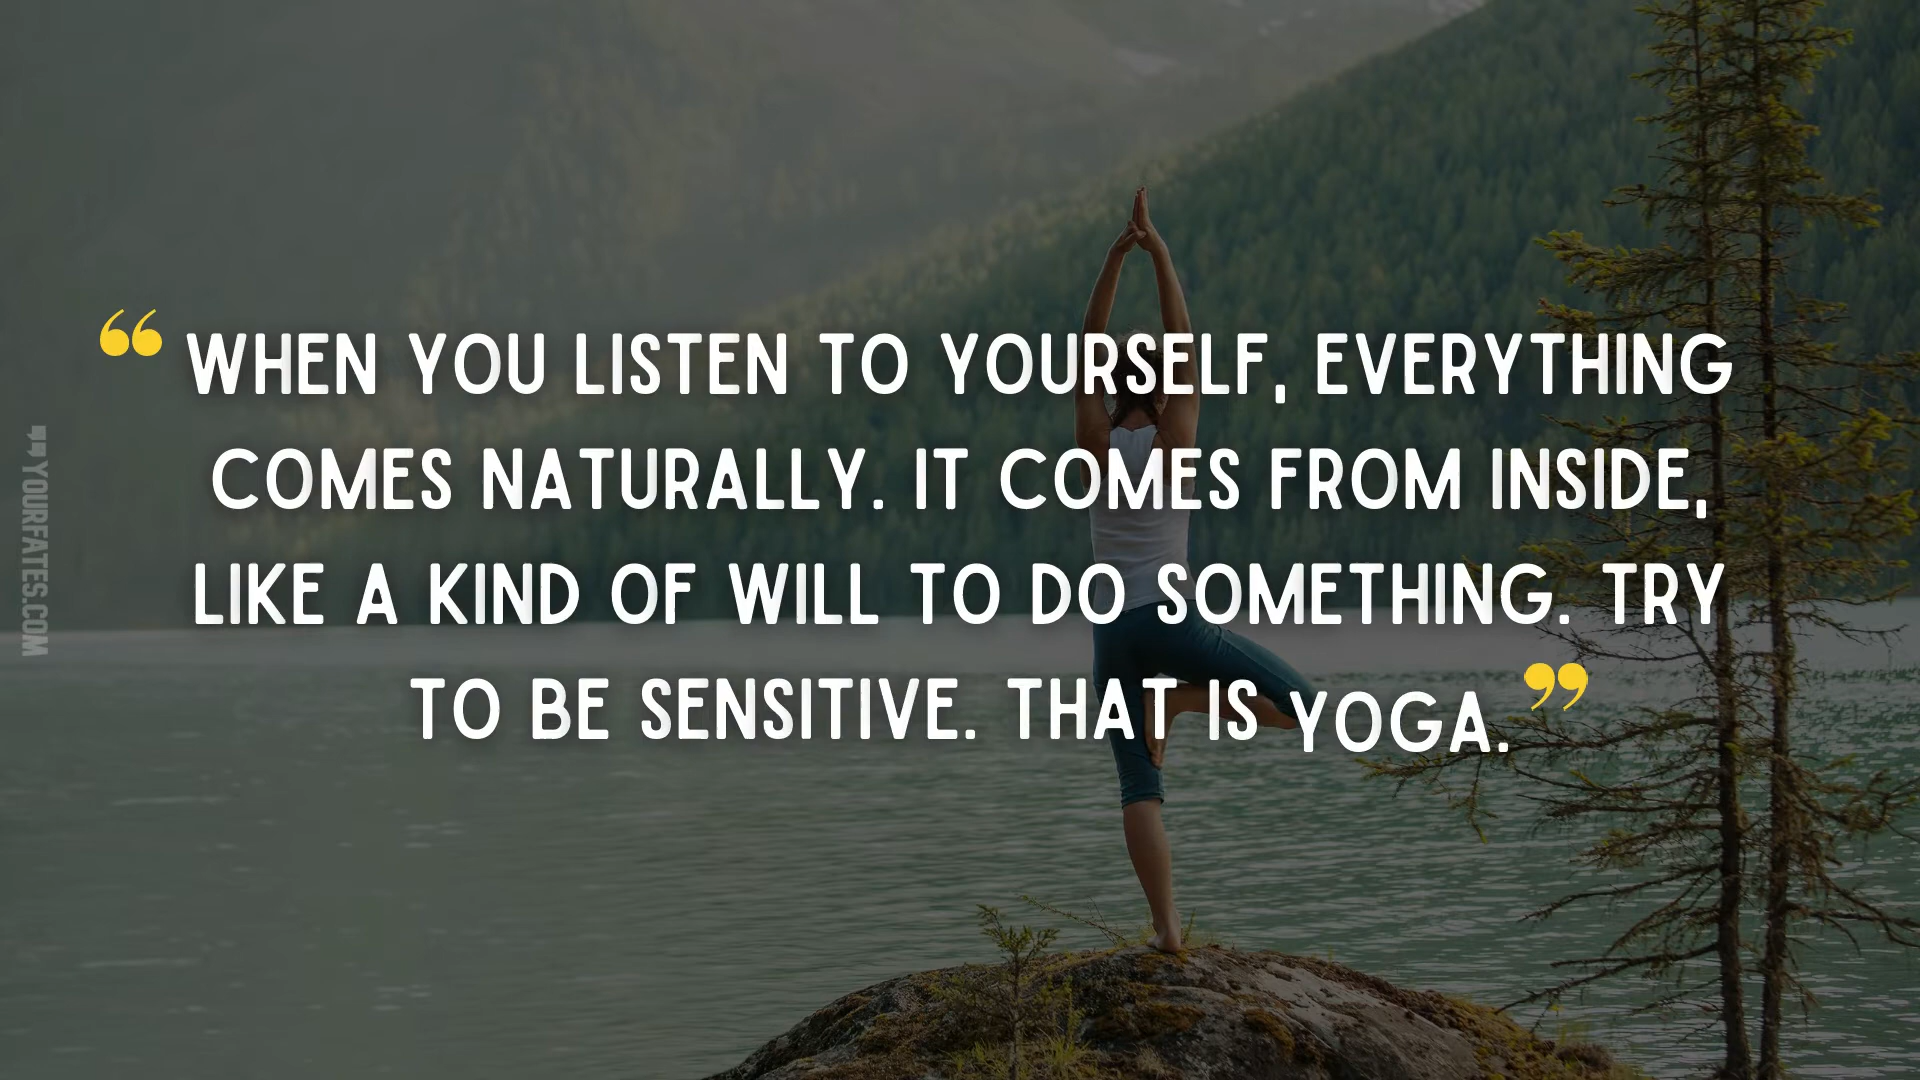 “ WHEN YOU LISTEN TO YOURSELF, EVERYTHING
COMES NATURALLY. IT COMES FROM INSIDE,
LIKE A KIND OF WILL TO DO SOMETHING. TRY
TO BE SENSITIVE. THAT IS YOGA. ”
❞YOURFATES.COM